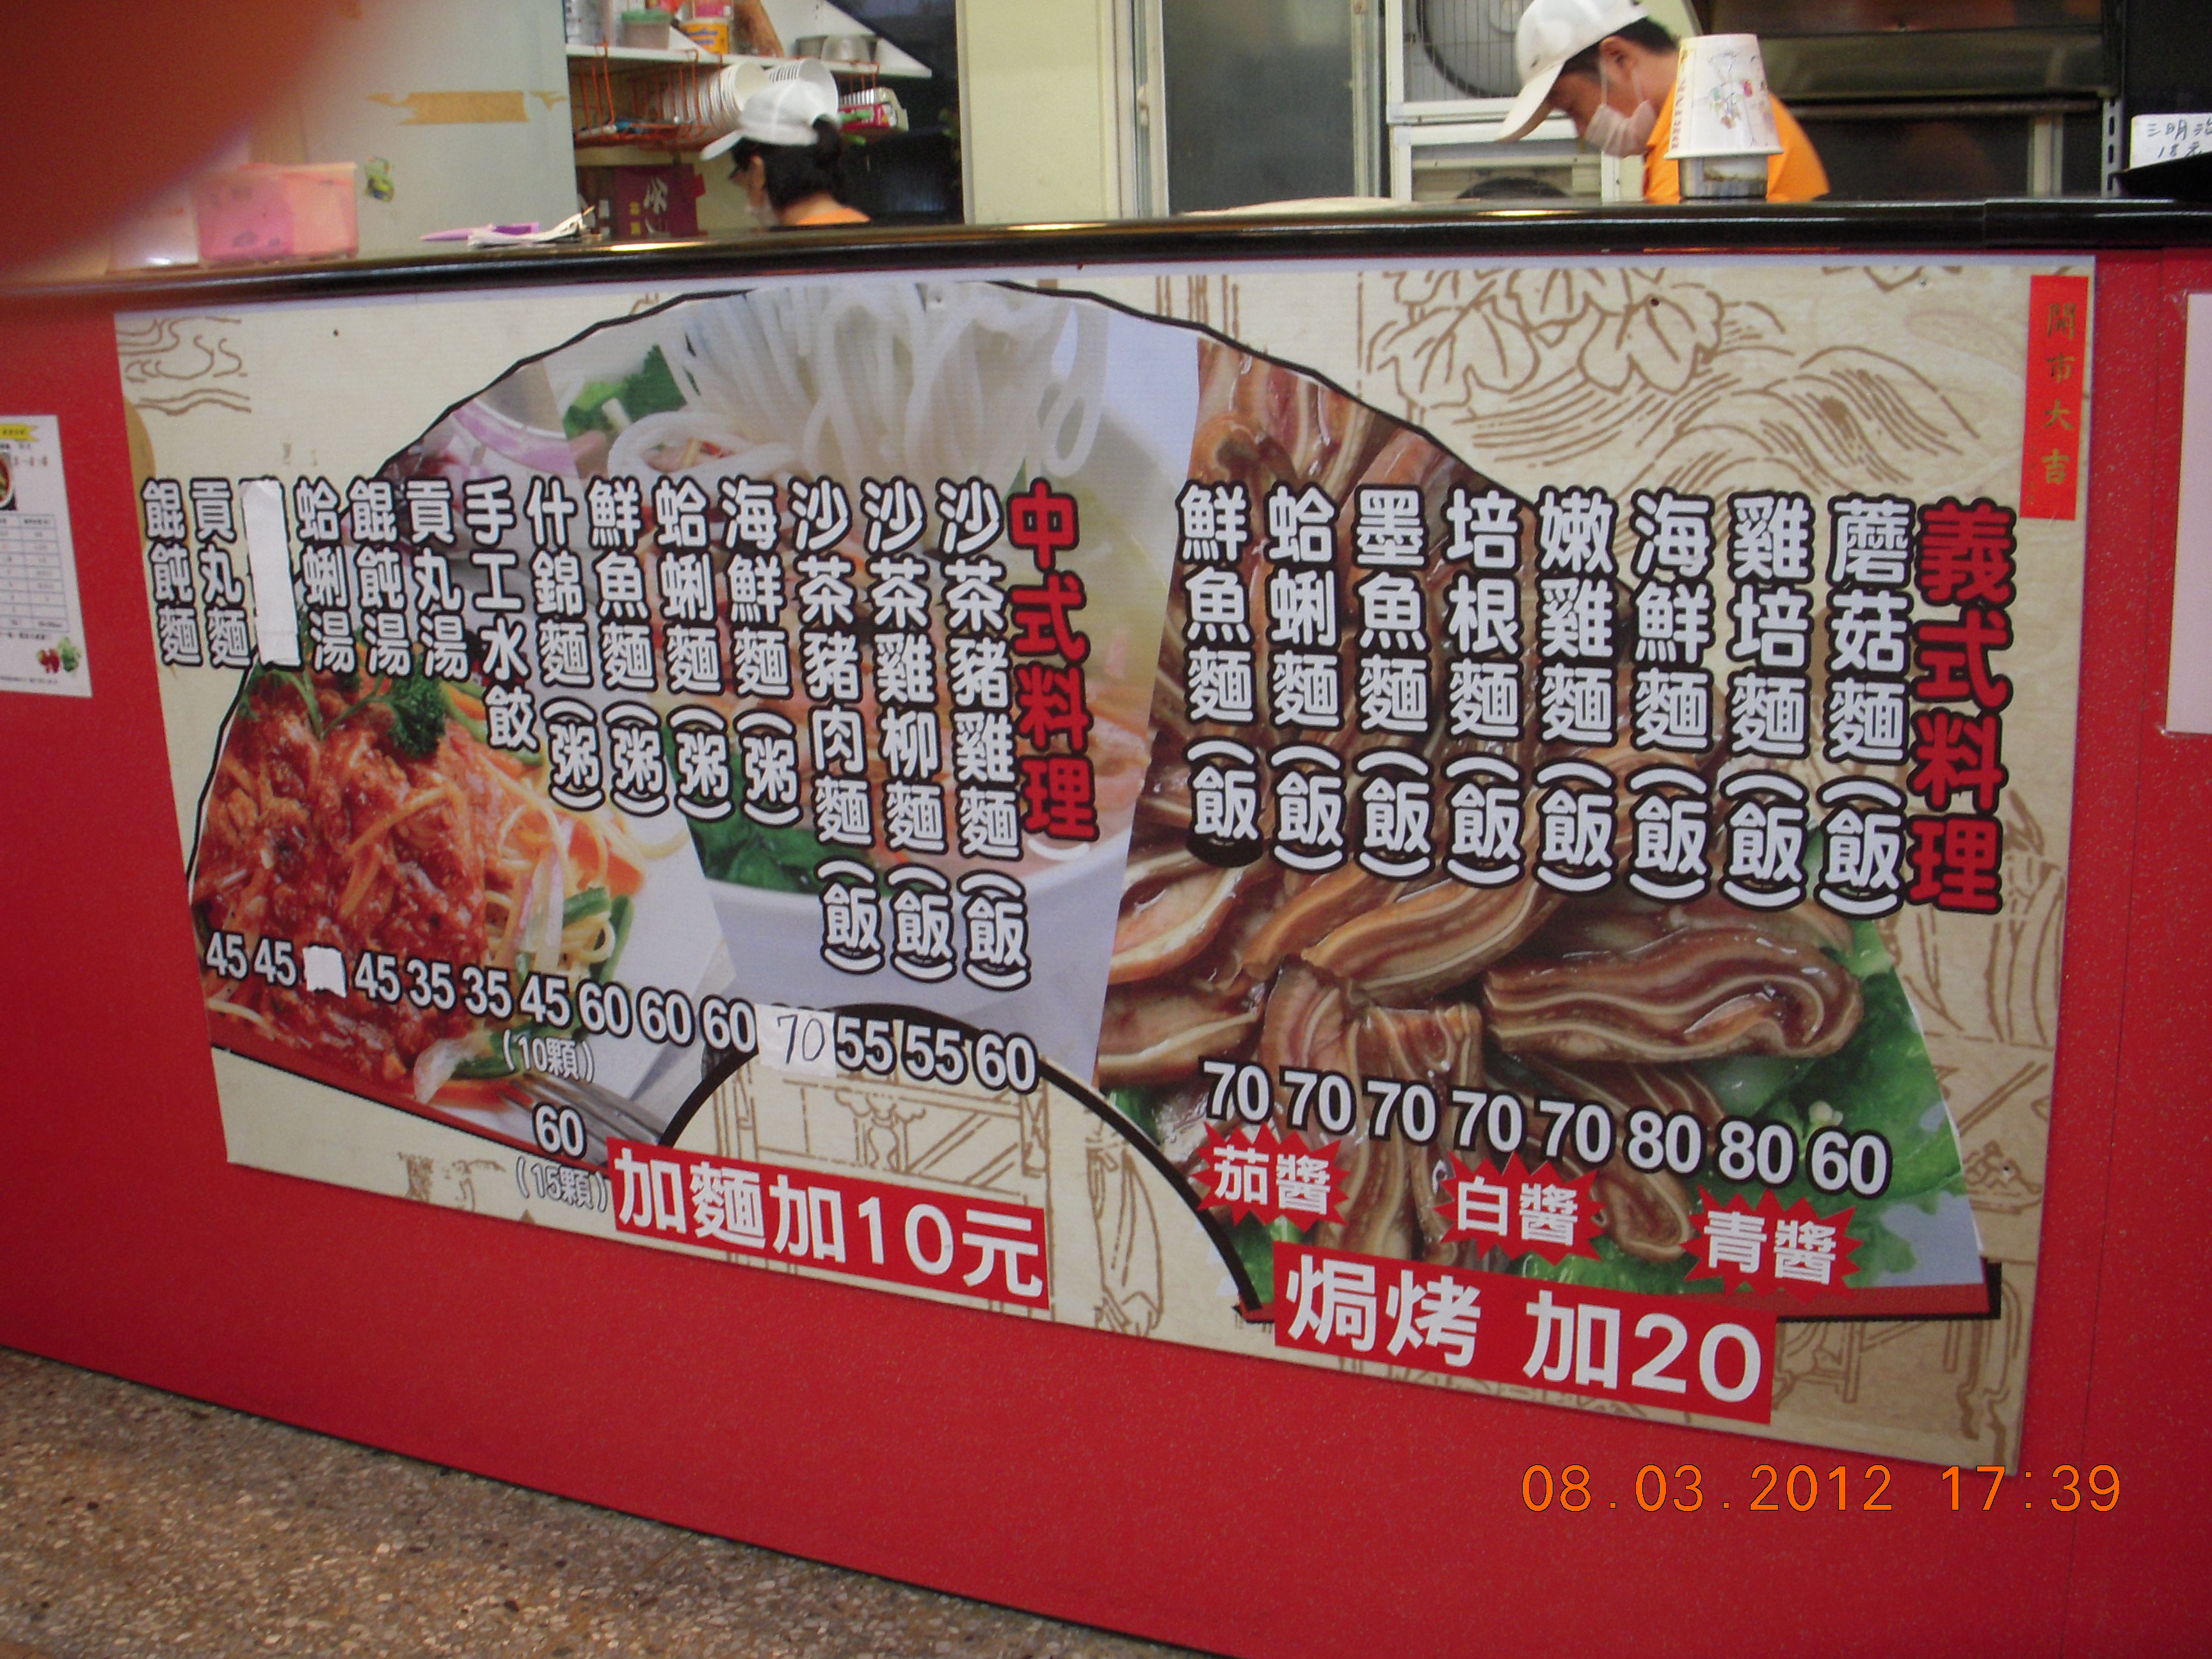 三明治
18元
開市大吉
義式料理
蘑菇麵(飯)
雞培麵(飯)
海鮮麵(飯)
嫩雞麵(飯)
培根麵(飯)
墨魚麵(飯)
蛤蜊麵(飯)
鮮魚麵(飯
70 70 70 70 70 80 80 60
茄醬
白醬
青醬
焗烤 加20
中式料理
沙茶豬雞麵(飯)
沙茶雞柳麵(飯)
沙茶豬肉麵(飯)
海鮮麵(粥)
蛤蜊麵(粥)
鮮魚麵(粥)
什錦麵(粥)
手工水餃
貢丸湯
餛飩湯
蛤蜊湯
貢丸麵
餛飩麵
45 45 45 35 35 45 60 60 60 70 55 55 60
(10顆)
60
(15顆)
加麵加10元
08.03.2012 17:39